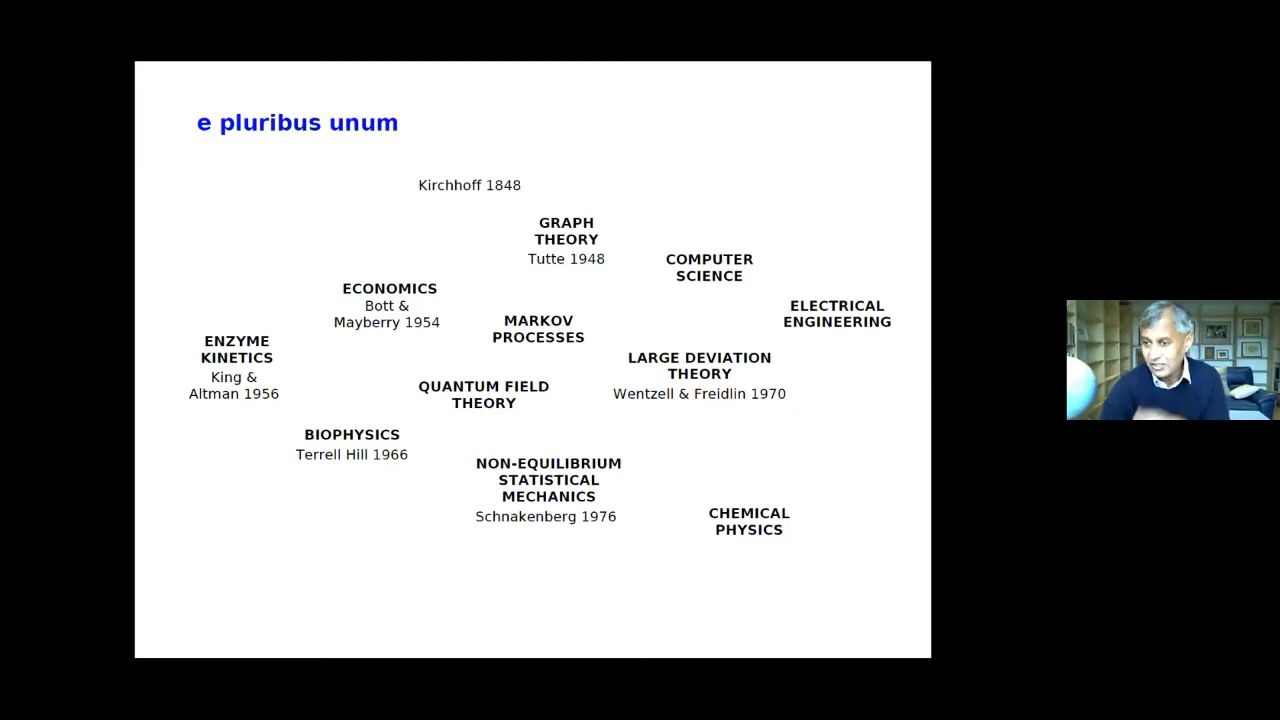 e pluribus unum
Kirchhoff 1848
GRAPH
THEORY
Tutte 1948
COMPUTER
SCIENCE
ECONOMICS
Bott &
Mayberry 1954
MARKOV
PROCESSES
ELECTRICAL
ENGINEERING
ENZYME
KINETICS
King &
Altman 1956
QUANTUM FIELD
THEORY
LARGE DEVIATION
THEORY
Wentzell & Freidlin 1970
BIOPHYSICS
Terrell Hill 1966
NON-EQUILIBRIUM
STATISTICAL
MECHANICS
Schnakenberg 1976
CHEMICAL
PHYSICS